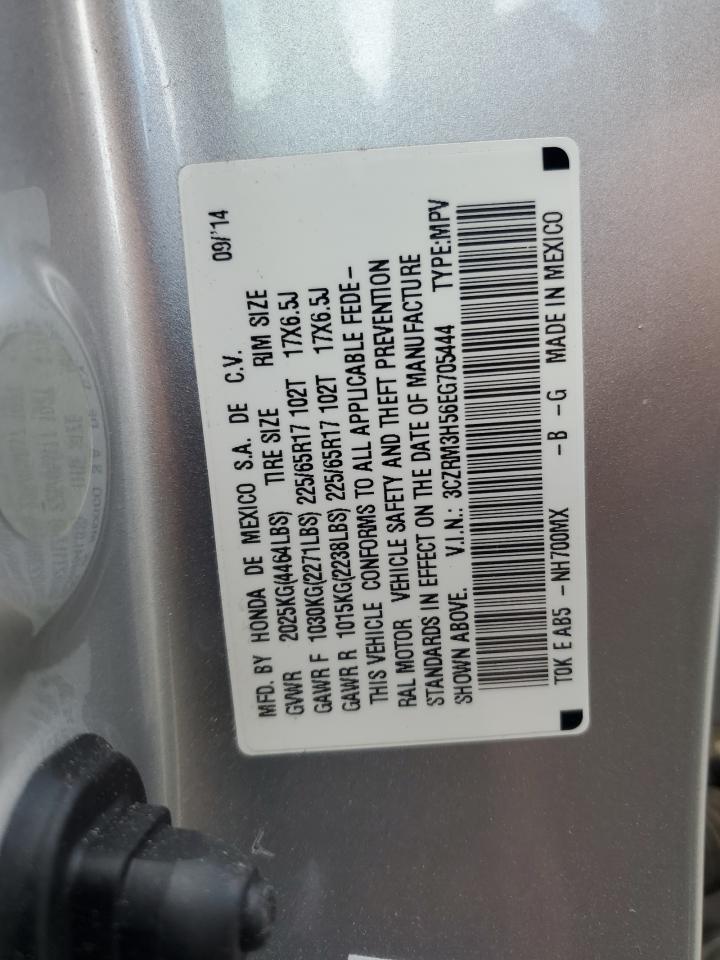 09/'14
MFD. BY HONDA DE MEXICO S.A. DE C.V.
GVWR 2025KG(4464LBS) TIRE SIZE RIM SIZE
GAWR F 1030KG(2271LBS) 225/65R17 102T 17X6.5J
GAWR R 1015KG(2238LBS) 225/65R17 102T 17X6.5J
THIS VEHICLE CONFORMS TO ALL APPLICABLE FEDE-
RAL MOTOR VEHICLE SAFETY AND THEFT PREVENTION
STANDARDS IN EFFECT ON THE DATE OF MANUFACTURE
SHOWN ABOVE. V.I.N.: 3CZRM3H56EG705444 TYPE:MPV
T0K E AB5 -NH700MX -B -G MADE IN MEXICO